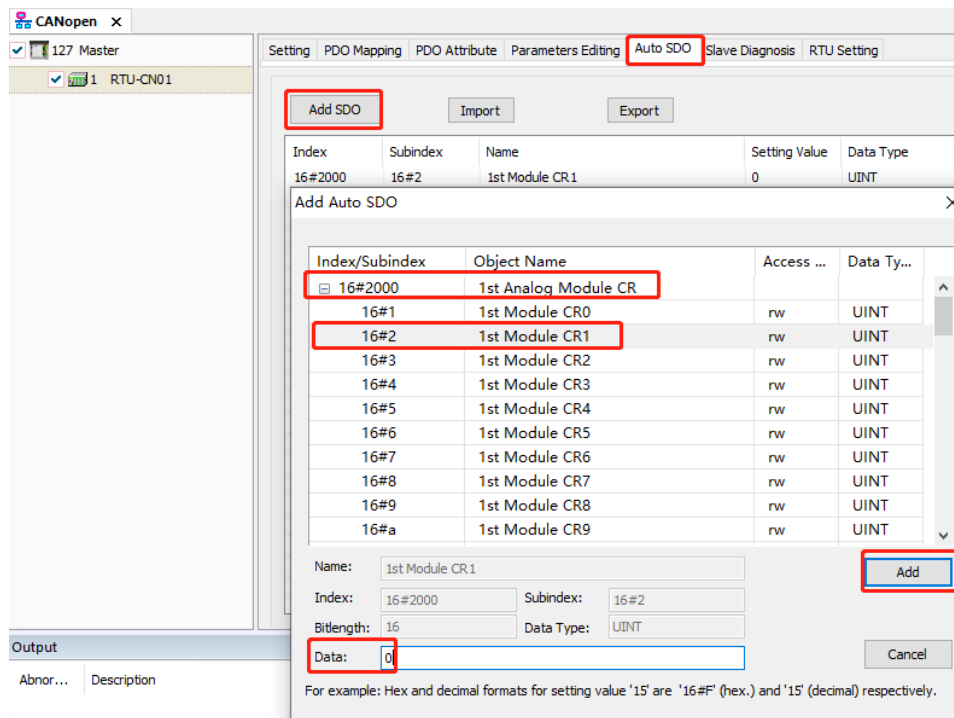 CANopen X
127 Master
1 RTU-CN01
Setting PDO Mapping PDO Attribute Parameters Editing Auto SDO Slave Diagnosis RTU Setting
Add SDO Import Export
Index Subindex Name Setting Value Data Type
16#2000 16#2 1st Module CR1 0 UINT
Add Auto SDO
Index/Subindex Object Name Access ... Data Ty...
16#2000 1st Analog Module CR
16#1 1st Module CR0 rw UINT
16#2 1st Module CR1 rw UINT
16#3 1st Module CR2 rw UINT
16#4 1st Module CR3 rw UINT
16#5 1st Module CR4 rw UINT
16#6 1st Module CR5 rw UINT
16#7 1st Module CR6 rw UINT
16#8 1st Module CR7 rw UINT
16#9 1st Module CR8 rw UINT
16#a 1st Module CR9 rw UINT
Name: 1st Module CR1
Add
Index: 16#2000 Subindex: 16#2
Bitlength: 16 Data Type: UINT
Data: 0
Cancel
For example: Hex and decimal formats for setting value '15' are '16#F' (hex.) and '15' (decimal) respectively.
Output
Abnor... Description